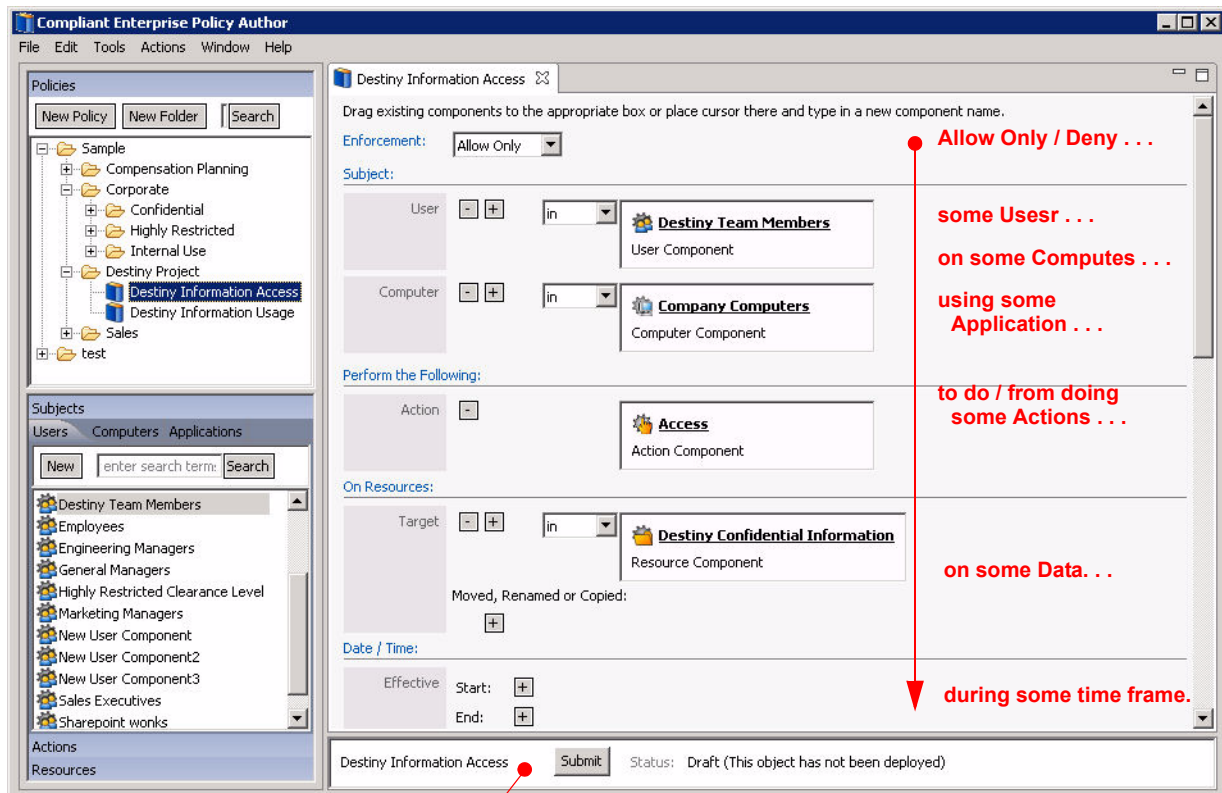 Compliant Enterprise Policy Author
File Edit Tools Actions Window Help
Policies
New Policy New Folder Search
Sample
Compensation Planning
Corporate
Confidential
Highly Restricted
Internal Use
Destiny Project
Destiny Information Access
Destiny Information Usage
Sales
test
Subjects
Users Computers Applications
New enter search term: Search
Destiny Team Members
Employees
Engineering Managers
General Managers
Highly Restricted Clearance Level
Marketing Managers
New User Component
New User Component2
New User Component3
Sales Executives
Sharepoint wonks
Actions
Resources
Destiny Information Access
Drag existing components to the appropriate box or place cursor there and type in a new component name.
Enforcement: Allow Only
Subject:
User - + in Destiny Team Members
User Component
Computer - + in Company Computers
Computer Component
Perform the Following:
Action - Access
Action Component
On Resources:
Target - + in Destiny Confidential Information
Resource Component
Moved, Renamed or Copied:
+
Date / Time:
Effective Start: +
End: +
Allow Only / Deny . . .
some Usesr . . .
on some Computes . . .
using some
Application . . .
to do / from doing
some Actions . . .
on some Data. . .
during some time frame.
Destiny Information Access Submit Status: Draft (This object has not been deployed)